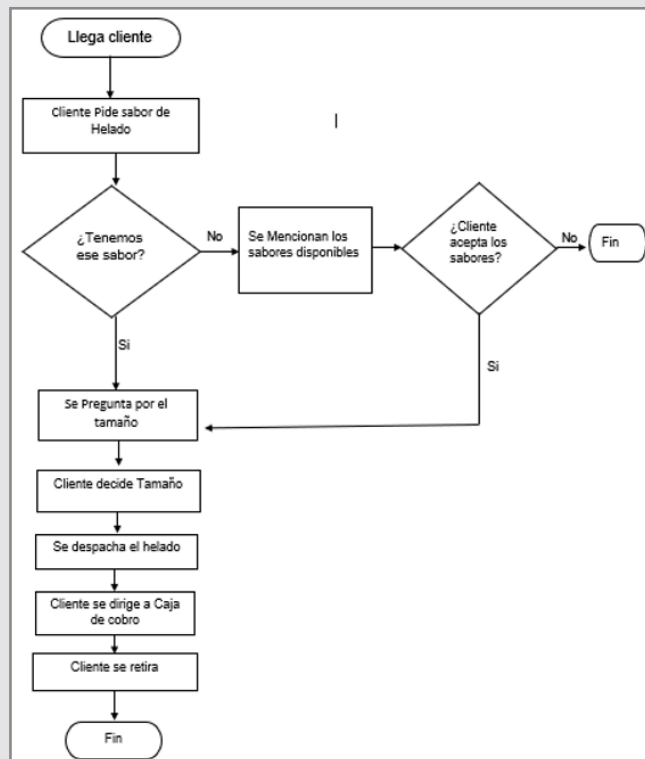 Llega cliente
Cliente Pide sabor de
Helado
¿Tenemos
ese sabor?
No
Se Mencionan los
sabores disponibles
¿Cliente
acepta los
sabores?
No
Fin
Si
Si
Se Pregunta por el
tamaño
Cliente decide Tamaño
Se despacha el helado
Cliente se dirige a Caja
de cobro
Cliente se retira
Fin